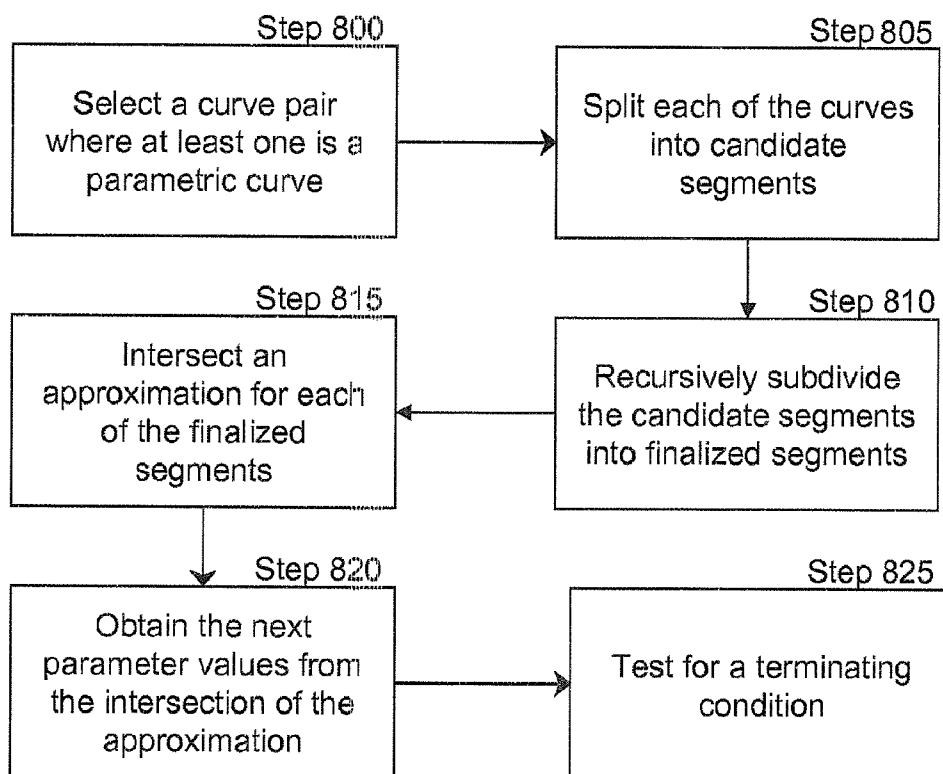 Step 800
Select a curve pair
where at least one is a
parametric curve
Step 805
Split each of the curves
into candidate
segments
Step 810
Recursively subdivide
the candidate segments
into finalized segments
Step 815
Intersect an
approximation for each
of the finalized
segments
Step 820
Obtain the next
parameter values from
the intersection of the
approximation
Step 825
Test for a terminating
condition